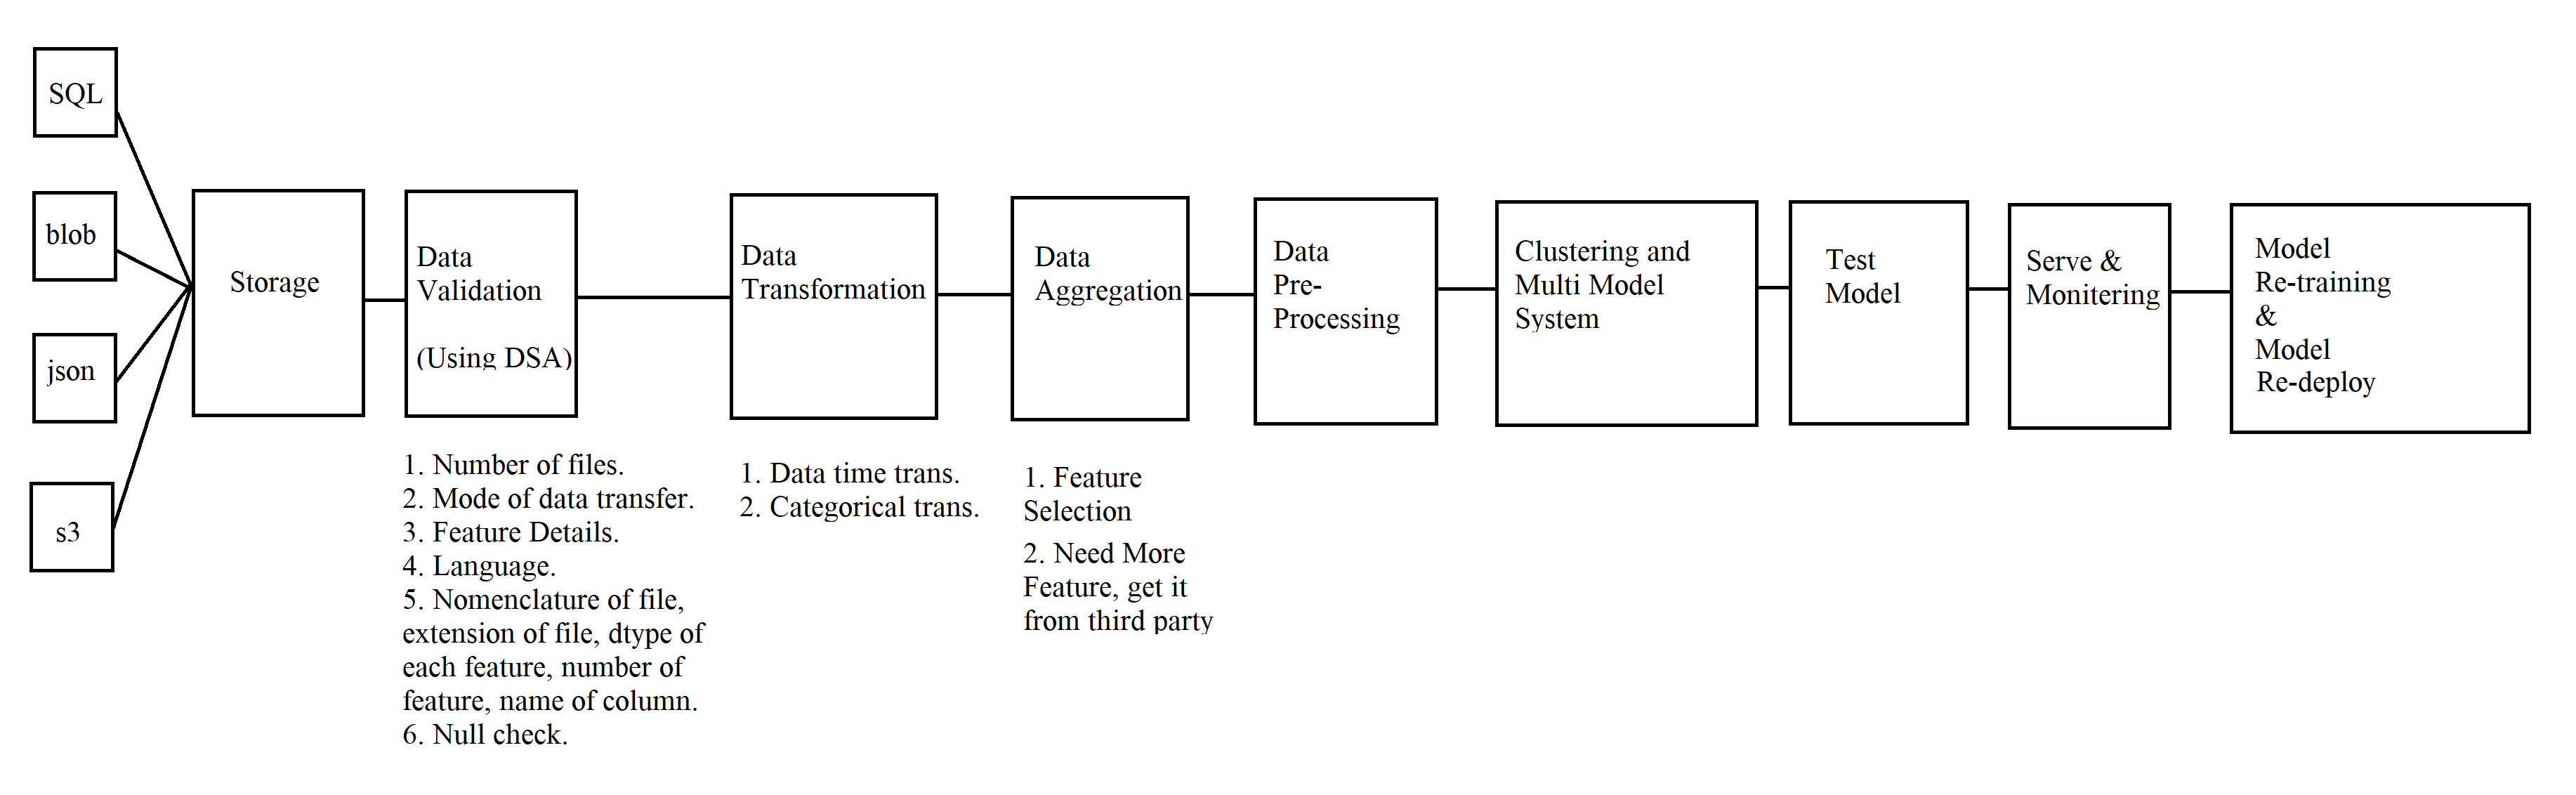 SQL
blob
json
s3
Storage
Data
Validation
(Using DSA)
1. Number of files.
2. Mode of data transfer.
3. Feature Details.
4. Language.
5. Nomenclature of file,
extension of file, dtype of
each feature, number of
feature, name of column.
6. Null check.
Data
Transformation
1. Data time trans.
2. Categorical trans.
Data
Aggregation
1. Feature
Selection
2. Need More
Feature, get it
from third party
Data
Pre-
Processing
Clustering and
Multi Model
System
Test
Model
Serve &
Monitering
Model
Re-training
&
Model
Re-deploy